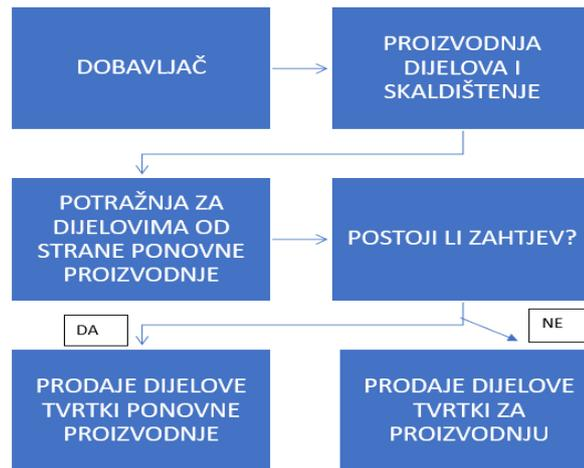 DOBAVLJAČ
PROIZVODNJA
DIJELOVA I
SKALDIŠTENJE
POTRAŽNJA ZA
DIJELOVIMA OD
STRANE PONOVNE
PROIZVODNJE
POSTOJI LI ZAHTJEV?
DA
NE
PRODAJE DIJELOVE
TVRTKI PONOVNE
PROIZVODNJE
PRODAJE DIJELOVE
TVRTKI ZA
PROIZVODNJU